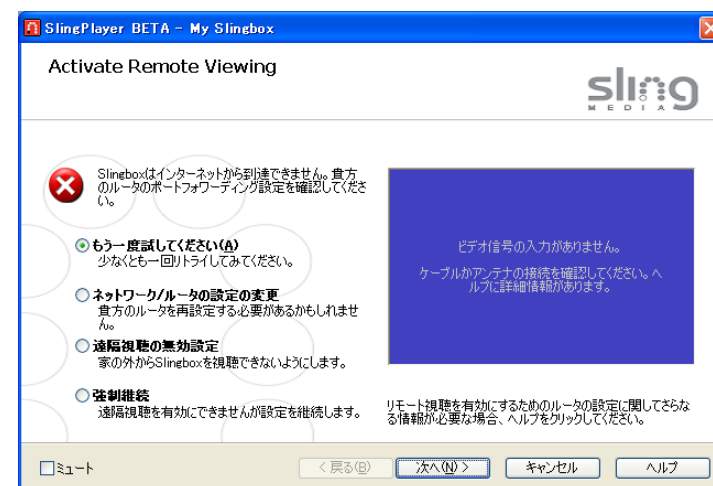 SlingPlayer BETA - My Slingbox
Activate Remote Viewing
sling
MEDIA
Slingboxはインターネットから到達できません。貴方
のルータのポートフォワーディング設定を確認してくださ
い。
もう一度試してください(A)
少なくとも一回リトライしてみてください。
ネットワーク/ルータの設定の変更
貴方のルータを再設定する必要があるかもしれませ
ん。
遠隔視聴の無効設定
家の外からSlingboxを視聴できないようにします。
強制継続
遠隔視聴を有効にできませんが設定を継続します。
ビデオ信号の入力がありません。
ケーブルかアンテナの接続を確認してください。ヘ
ルプに詳細情報があります。
リモート視聴を有効にするためのルータの設定に関してさらな
る情報が必要な場合、ヘルプをクリックしてください。
ミュート
< 戻る(B)
次へ(N) >
キャンセル
ヘルプ